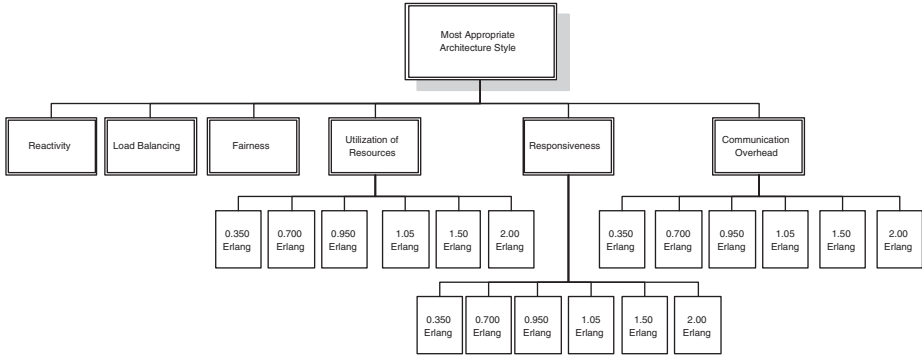 Most Appropriate
Architecture Style
Reactivity
Load Balancing
Fairness
Utilization of
Resources
Responsiveness
Communication
Overhead
0.350
Erlang
0.700
Erlang
0.950
Erlang
1.05
Erlang
1.50
Erlang
2.00
Erlang
0.350
Erlang
0.700
Erlang
0.950
Erlang
1.05
Erlang
1.50
Erlang
2.00
Erlang
0.350
Erlang
0.700
Erlang
0.950
Erlang
1.05
Erlang
1.50
Erlang
2.00
Erlang